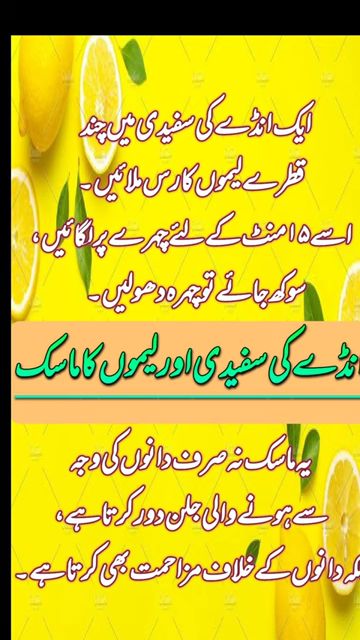 ایک انڈے کی سفیدی میں چند
قطرے لیموں کا رس ملائیں۔
اسے ۱۵ منٹ کے لئے چہرے پر لگائیں،
سوکھ جائے تو چہرہ دھولیں۔
انڈے کی سفیدی اور لیموں کا ماسک
یہ ماسک نہ صرف دانوں کی وجہ
سے ہونے والی جلن دور کرتا ہے،
بلکہ دانوں کے خلاف مزاحمت بھی کرتا ہے۔